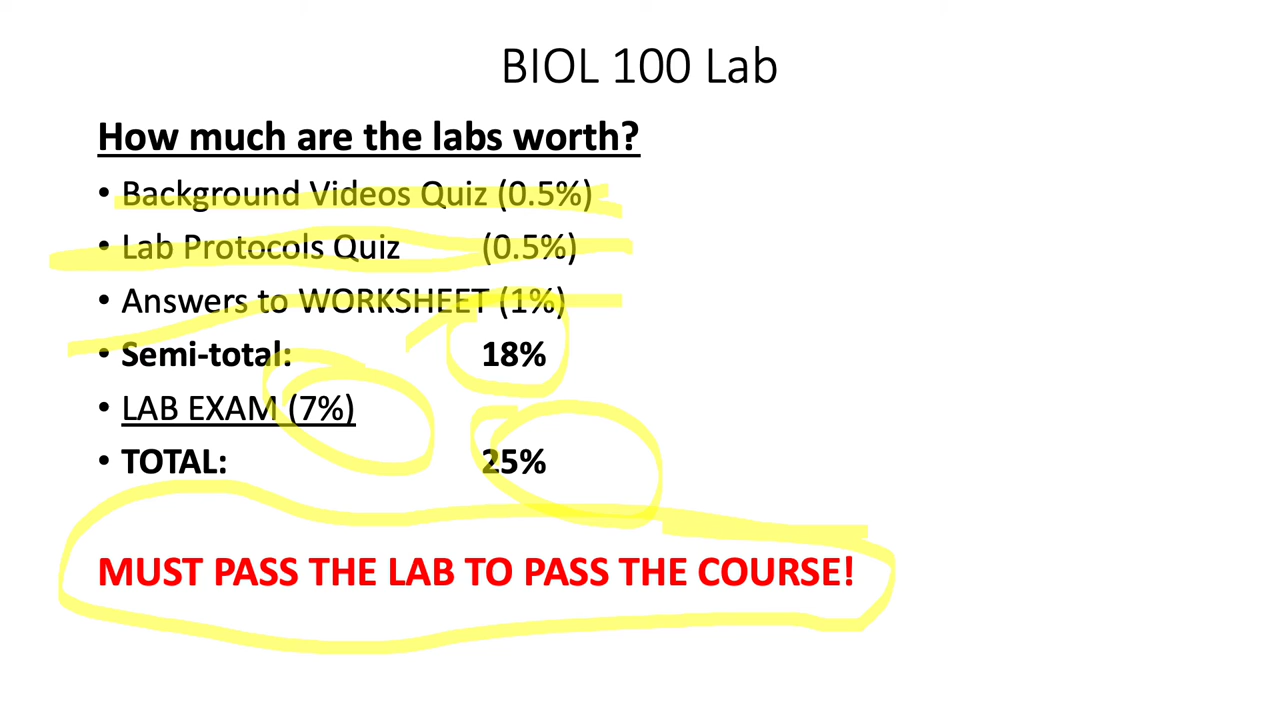 BIOL 100 Lab
How much are the labs worth?
• Background Videos Quiz (0.5%)
• Lab Protocols Quiz (0.5%)
• Answers to WORKSHEET (1%)
• Semi-total: 18%
• LAB EXAM (7%)
• TOTAL: 25%
MUST PASS THE LAB TO PASS THE COURSE!